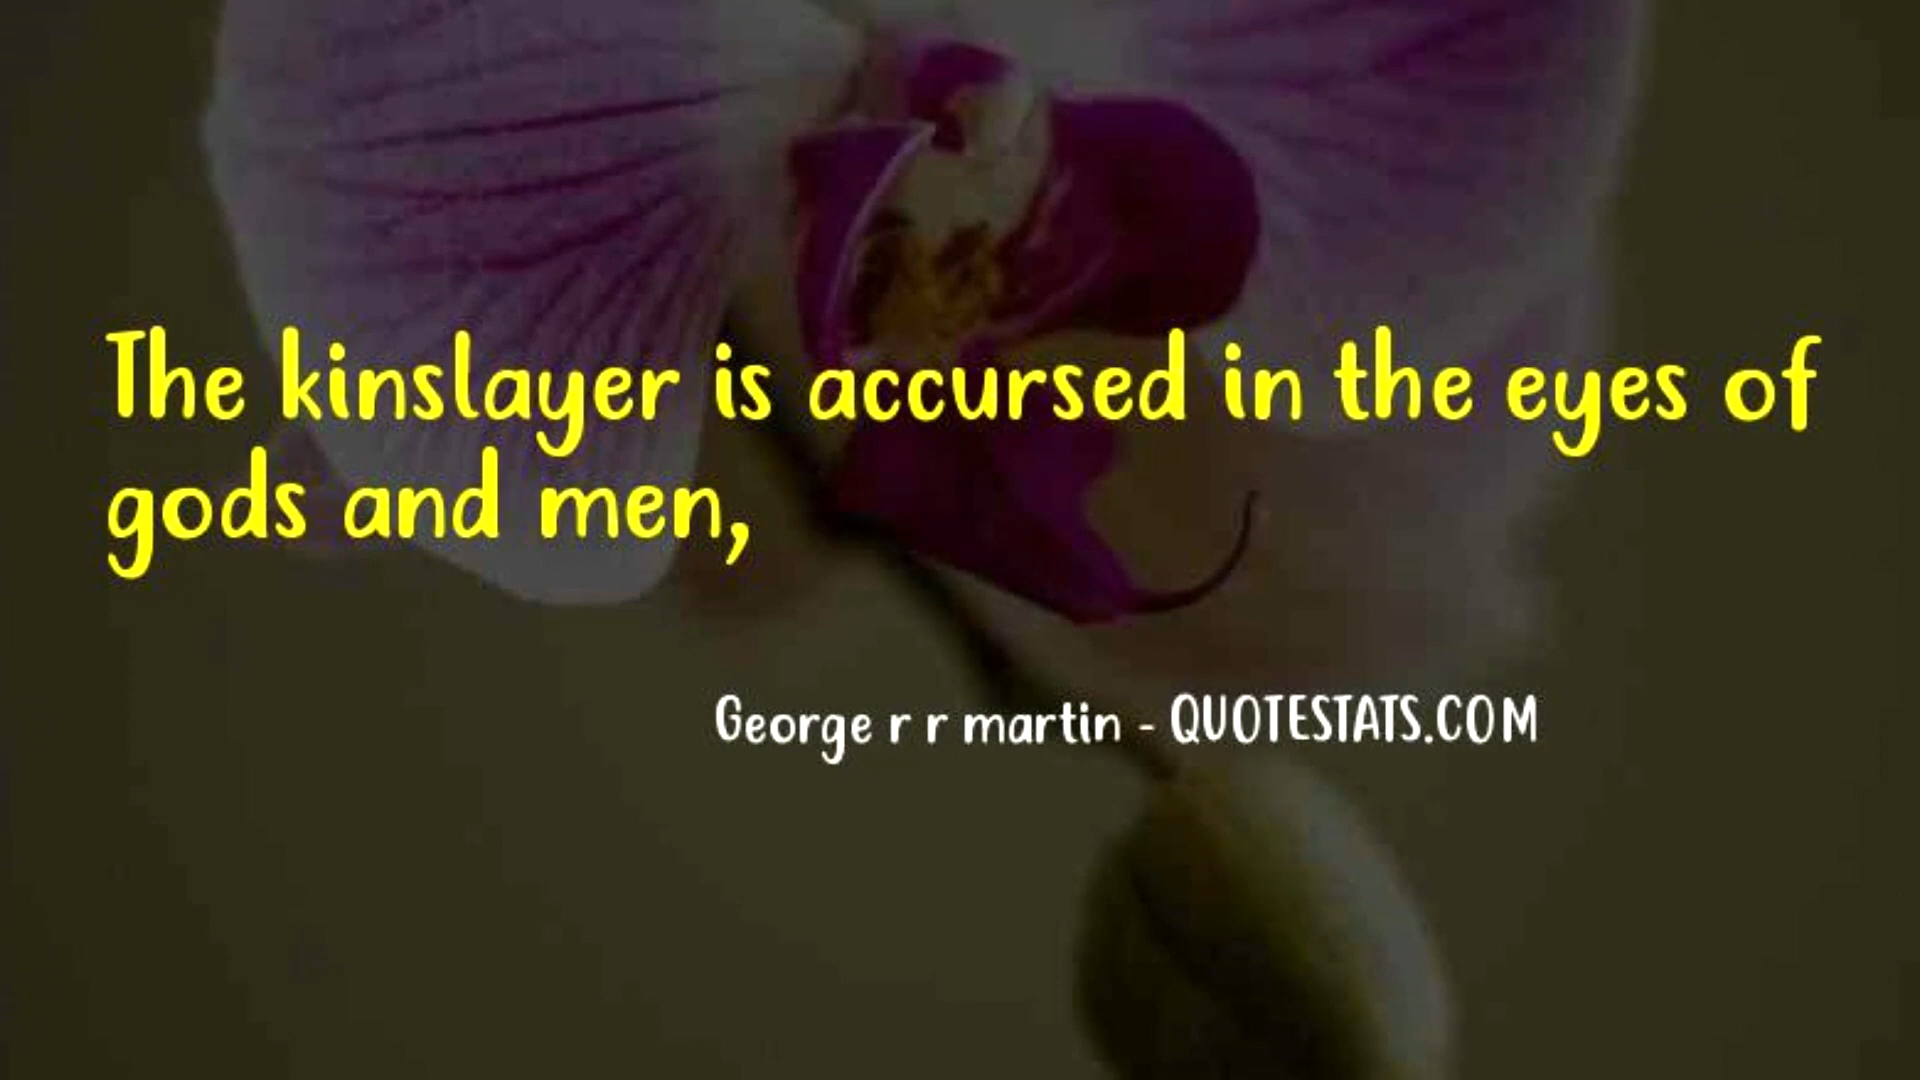 The kinslayer is accursed in the eyes of
gods and men,
George r r martin - QUOTESTATS.COM